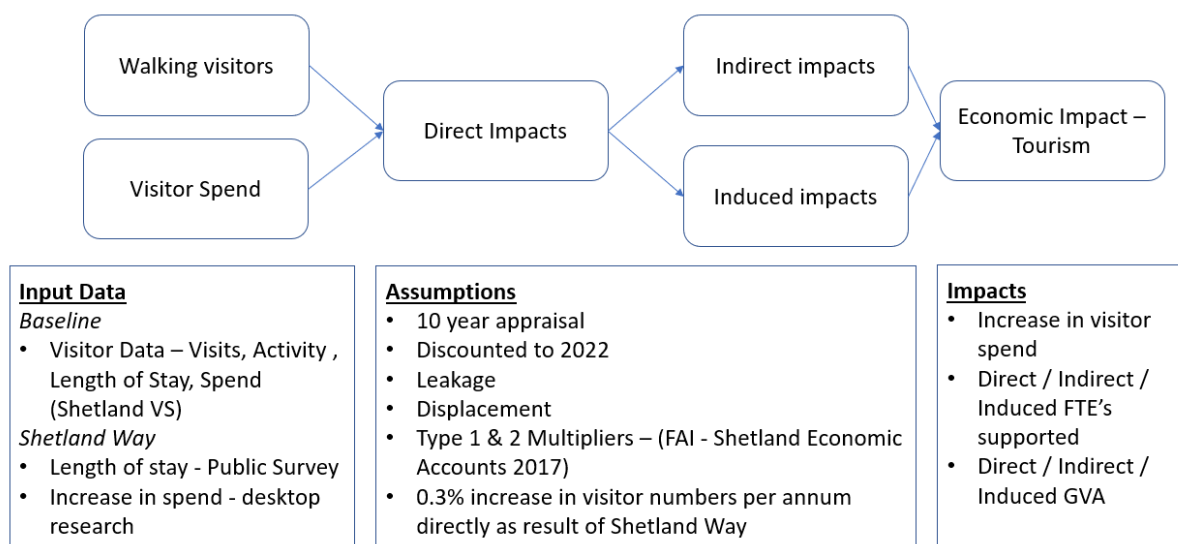 Walking visitors
Visitor Spend
Direct Impacts
Indirect impacts
Induced impacts
Economic Impact –
Tourism
Input Data
Baseline
• Visitor Data – Visits, Activity ,
Length of Stay, Spend
(Shetland VS)
Shetland Way
• Length of stay - Public Survey
• Increase in spend - desktop
research
Assumptions
• 10 year appraisal
• Discounted to 2022
• Leakage
• Displacement
• Type 1 & 2 Multipliers – (FAI - Shetland Economic
Accounts 2017)
• 0.3% increase in visitor numbers per annum
directly as result of Shetland Way
Impacts
• Increase in visitor
spend
• Direct / Indirect /
Induced FTE’s
supported
• Direct / Indirect /
Induced GVA